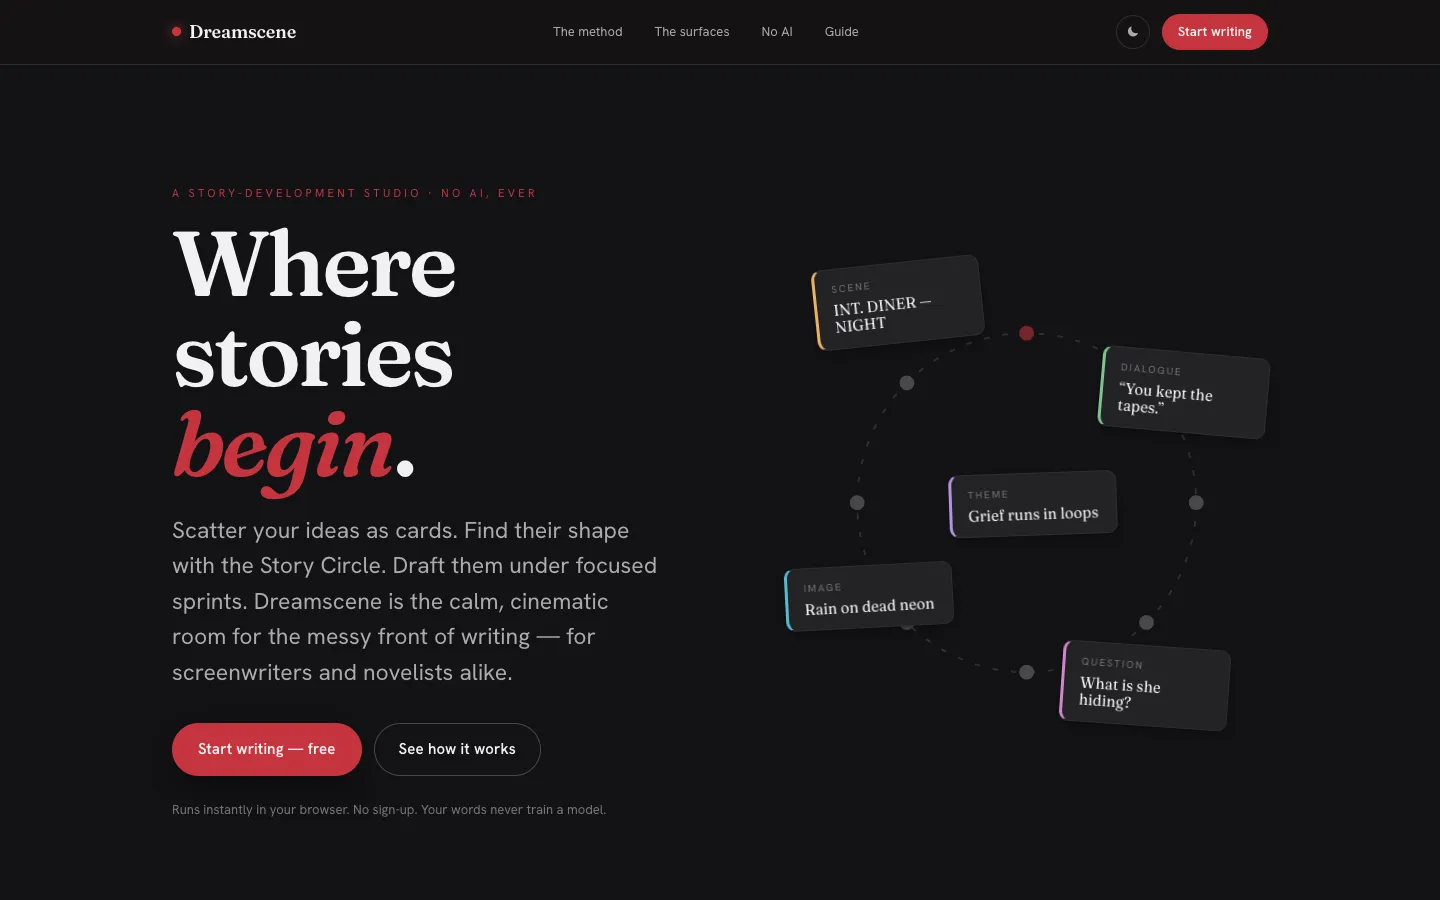 Dreamscene
The method
The surfaces
No AI
Guide
Start writing
A STORY-DEVELOPMENT STUDIO · NO AI, EVER
Where
stories
begin.
Scatter your ideas as cards. Find their shape
with the Story Circle. Draft them under focused
sprints. Dreamscene is the calm, cinematic
room for the messy front of writing — for
screenwriters and novelists alike.
Start writing — free
See how it works
Runs instantly in your browser. No sign-up. Your words never train a model.
SCENE
INT. DINER —
NIGHT
DIALOGUE
“You kept the
tapes.”
THEME
Grief runs in loops
IMAGE
Rain on dead neon
QUESTION
What is she
hiding?